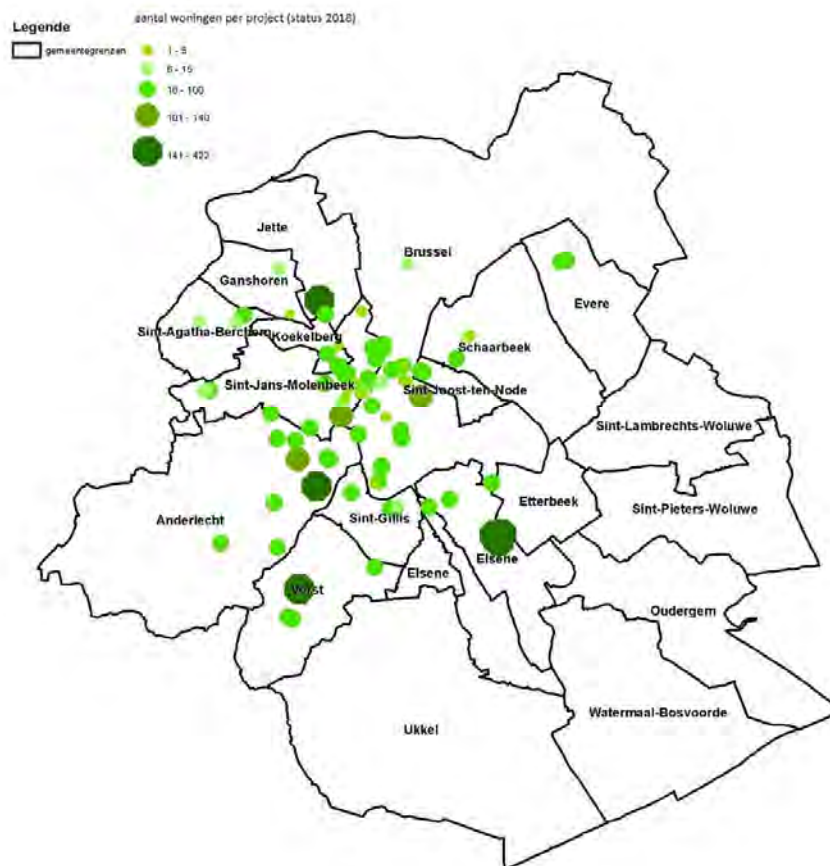 aantal woningen per project (status 2018)
Legende
gemeentegrenzen
1 - 5
6 - 15
16 - 100
101 - 140
141 - 422
Jette
Brussel
Ganshoren
Evere
Sint-Agatha-Berchem
Koekelberg
Schaarbeek
Sint-Jans-Molenbeek
Sint-Joost-ten-Node
Sint-Lambrechts-Woluwe
Anderlecht
Sint-Gillis
Etterbeek
Sint-Pieters-Woluwe
Elsene
Elsene
Vorst
Oudergem
Ukkel
Watermaal-Bosvoorde